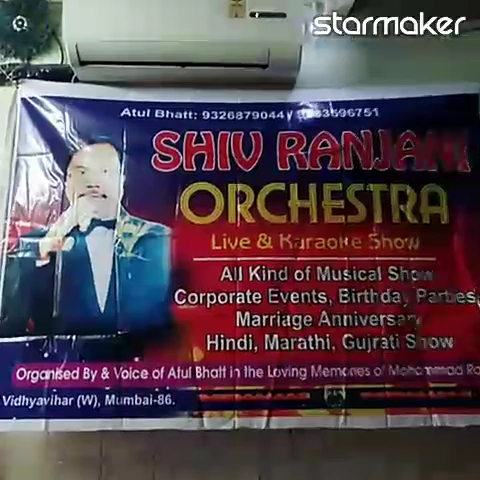 starmaker
Atul Bhatt: 9326879044 /
SHIV RANJANI
ORCHESTRA
Live & Karaoke Show
All Kind of Musical Show
Corporate Events, Birthday Parties,
Marriage Anniversary
Hindi, Marathi, Gujrati Show
Organised By & Voice of Atul Bhatt in the Loving Memories of Mohammad
Vidhyavihar (W), Mumbai-86.